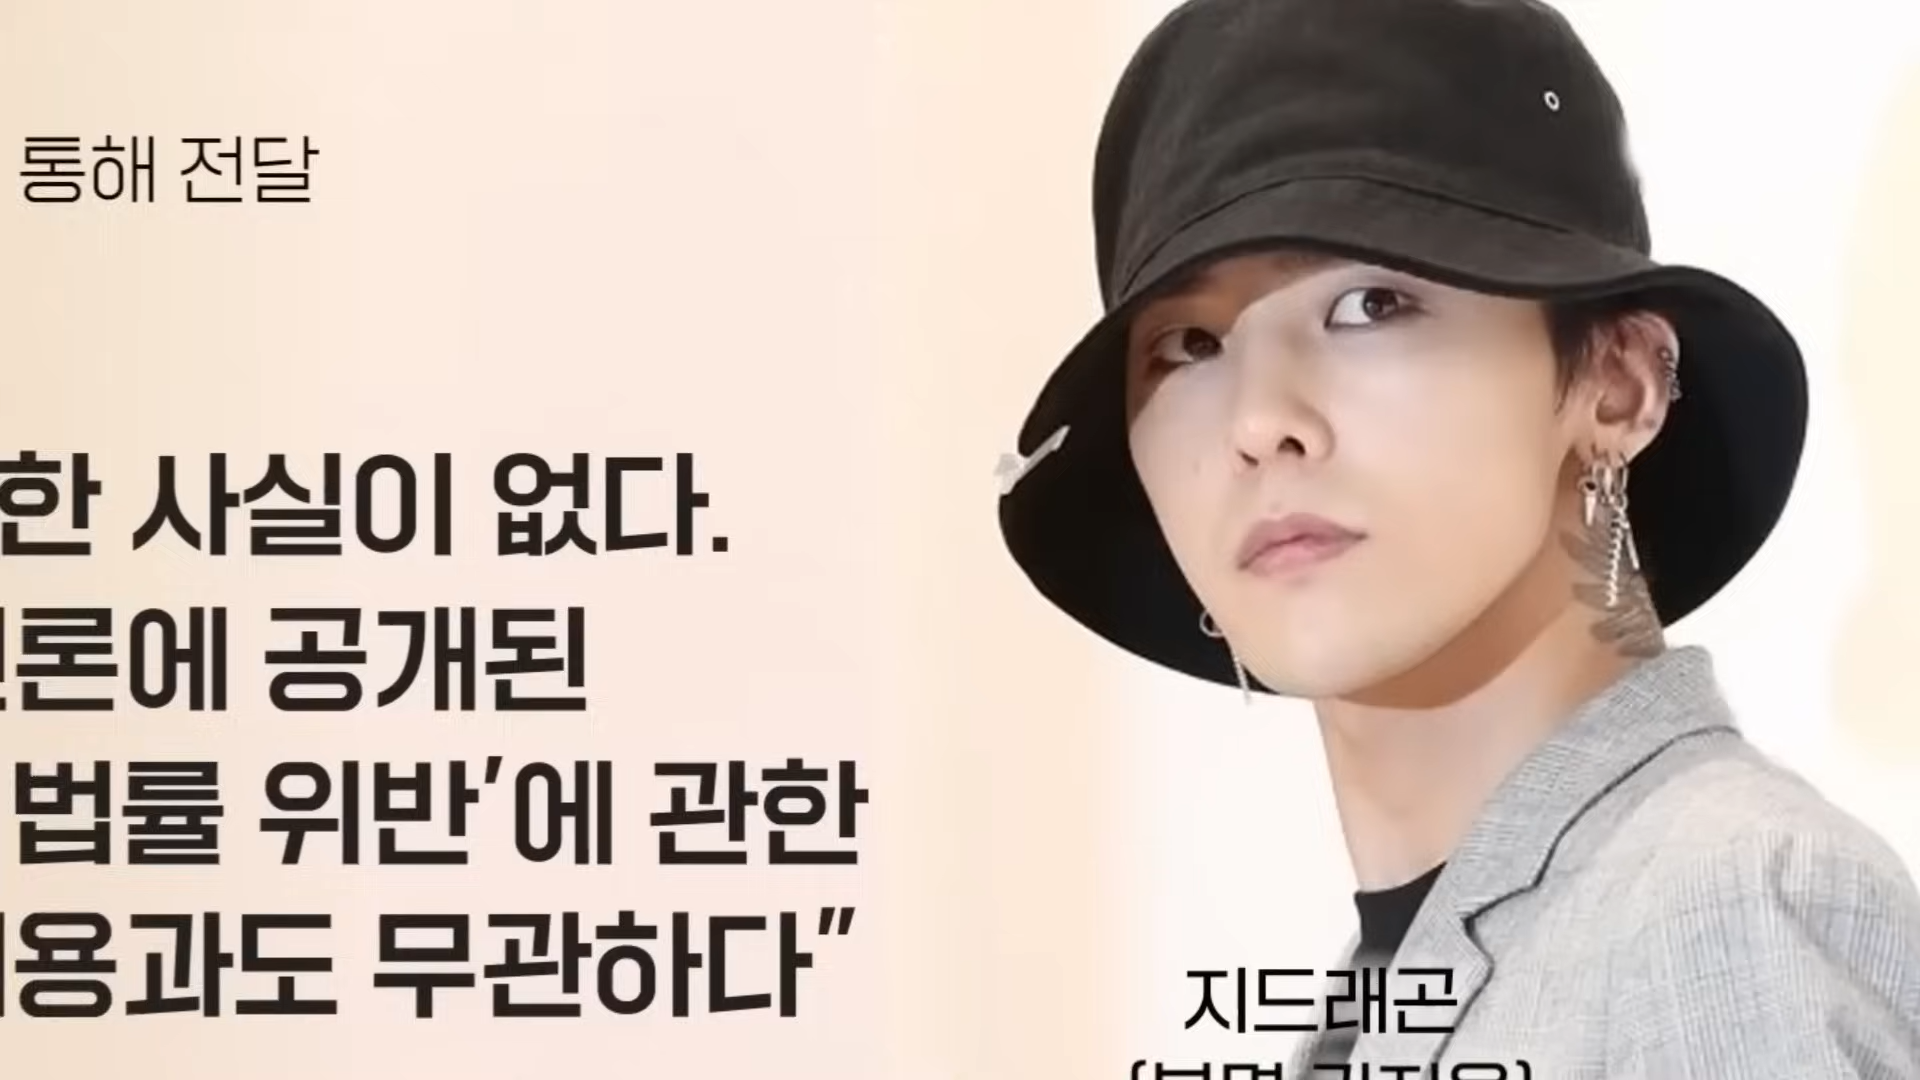 통해 전달
한 사실이 없다.
론에 공개된
법률 위반’에 관한
용과도 무관하다”
지드래곤